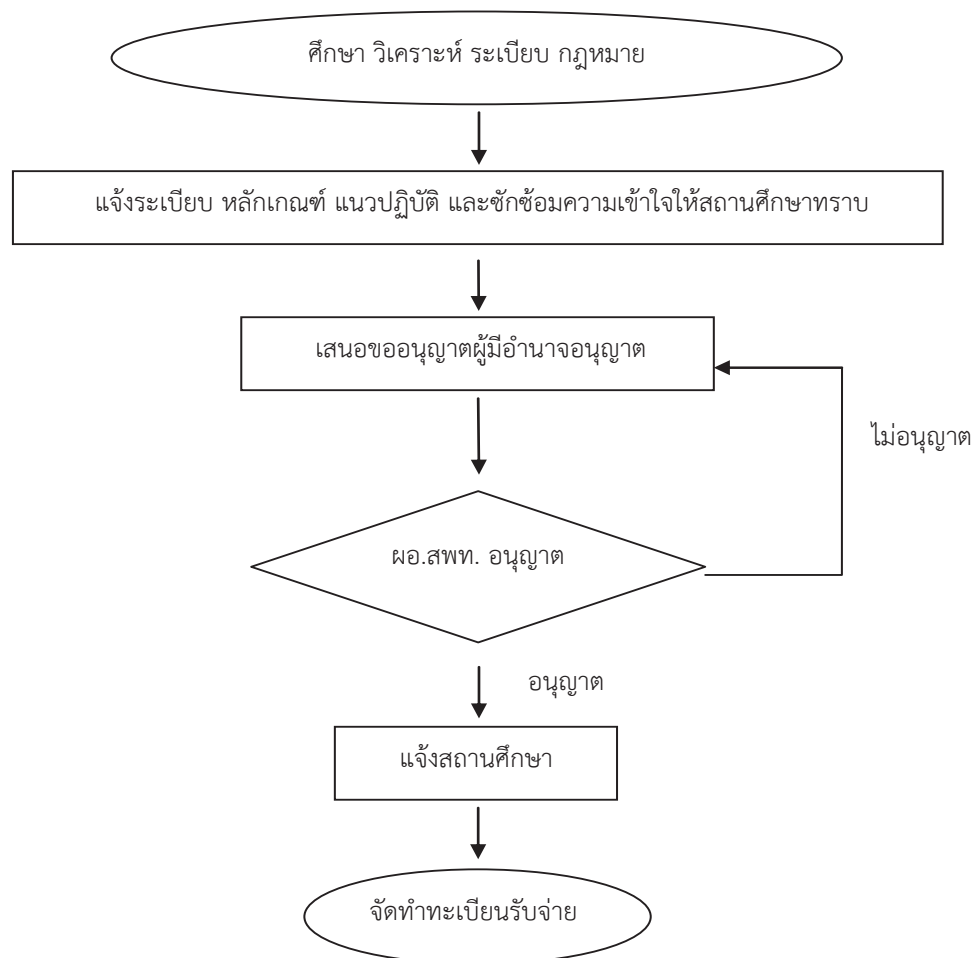 ศึกษา วิเคราะห์ ระเบียบ กฎหมาย
แจ้งระเบียบ หลักเกณฑ์ แนวปฏิบัติ และซักซ้อมความเข้าใจให้สถานศึกษาทราบ
เสนอขออนุญาตผู้มีอำนาจอนุญาต
ไม่อนุญาต
ผอ.สพท. อนุญาต
อนุญาต
แจ้งสถานศึกษา
จัดทำทะเบียนรับจ่าย